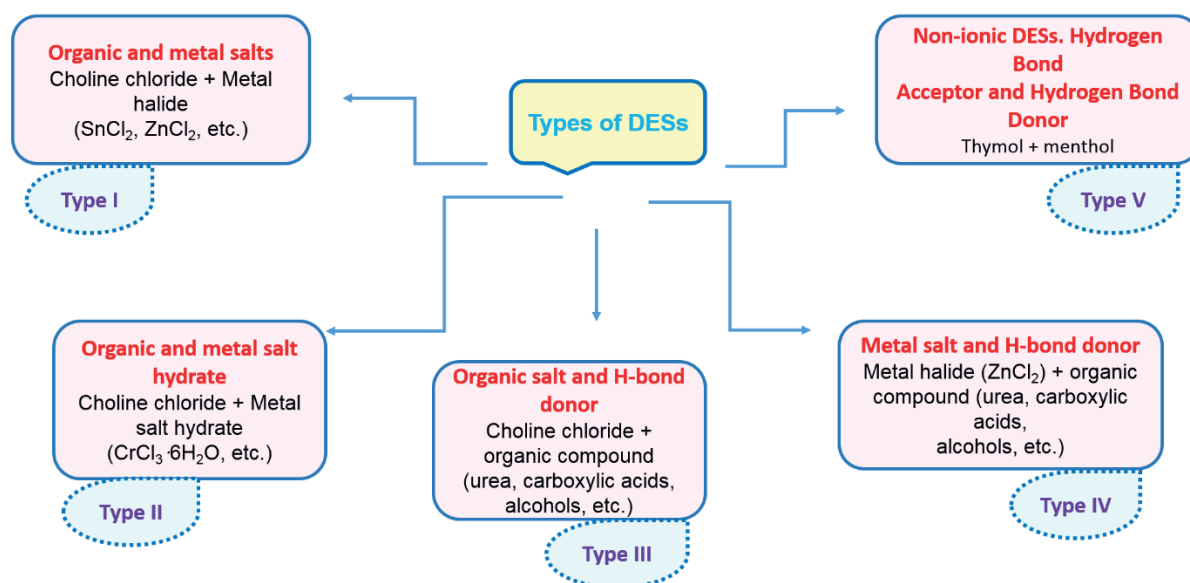 Types of DESs
Organic and metal salts
Choline chloride + Metal
halide
(SnCl₂, ZnCl₂, etc.)
Type I
Organic and metal salt
hydrate
Choline chloride + Metal
salt hydrate
(CrCl₃·6H₂O, etc.)
Type II
Organic salt and H-bond
donor
Choline chloride +
organic compound
(urea, carboxylic acids,
alcohols, etc.)
Type III
Metal salt and H-bond donor
Metal halide (ZnCl₂) + organic
compound (urea, carboxylic
acids,
alcohols, etc.)
Type IV
Non-ionic DESs. Hydrogen
Bond
Acceptor and Hydrogen Bond
Donor
Thymol + menthol
Type V